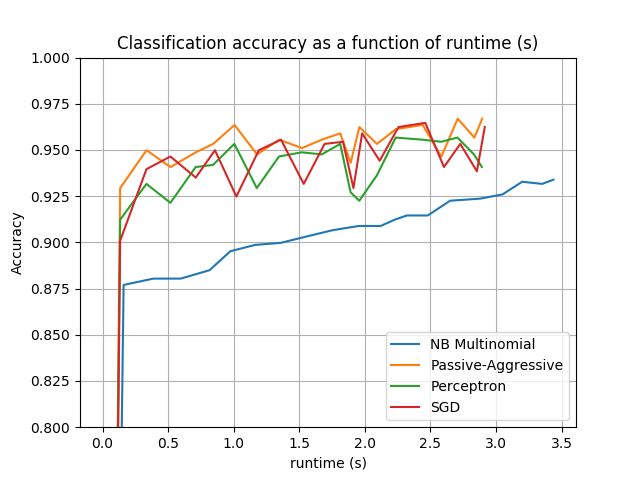 Classification accuracy as a function of runtime (s)
1.000
0.975
0.950
0.925
0.900
0.875
0.850
0.825
0.800
Accuracy
NB Multinomial
Passive-Aggressive
Perceptron
SGD
0.0 0.5 1.0 1.5 2.0 2.5 3.0 3.5
runtime (s)